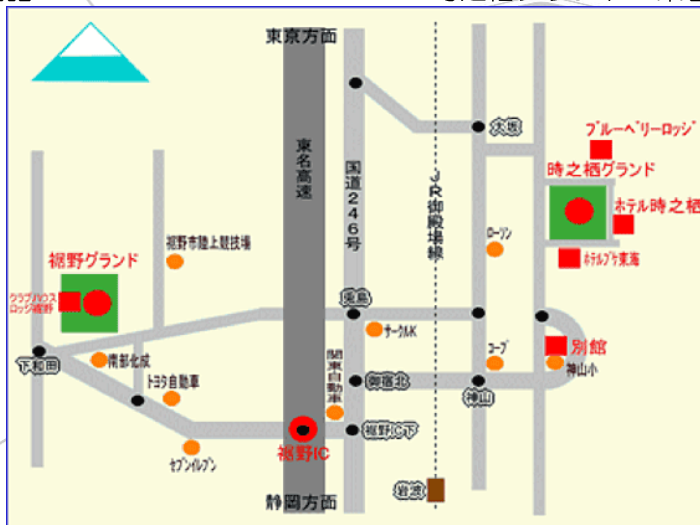 東京方面
東名高速
国道246号
JR御殿場線
大坂
ブルーベリーロッジ
時之栖グランド
ホテル時之栖
ホテルブケ東海
ローソン
裾野市陸上競技場
裾野グランド
クラブハウス
ロッジ裾野
下和田
南部化成
トヨタ自動車
セブンイレブン
裾野IC
静岡方面
関東自動車
サークルK
御宿北
裾野IC下
コープ
神山
別館
神山小
岩波